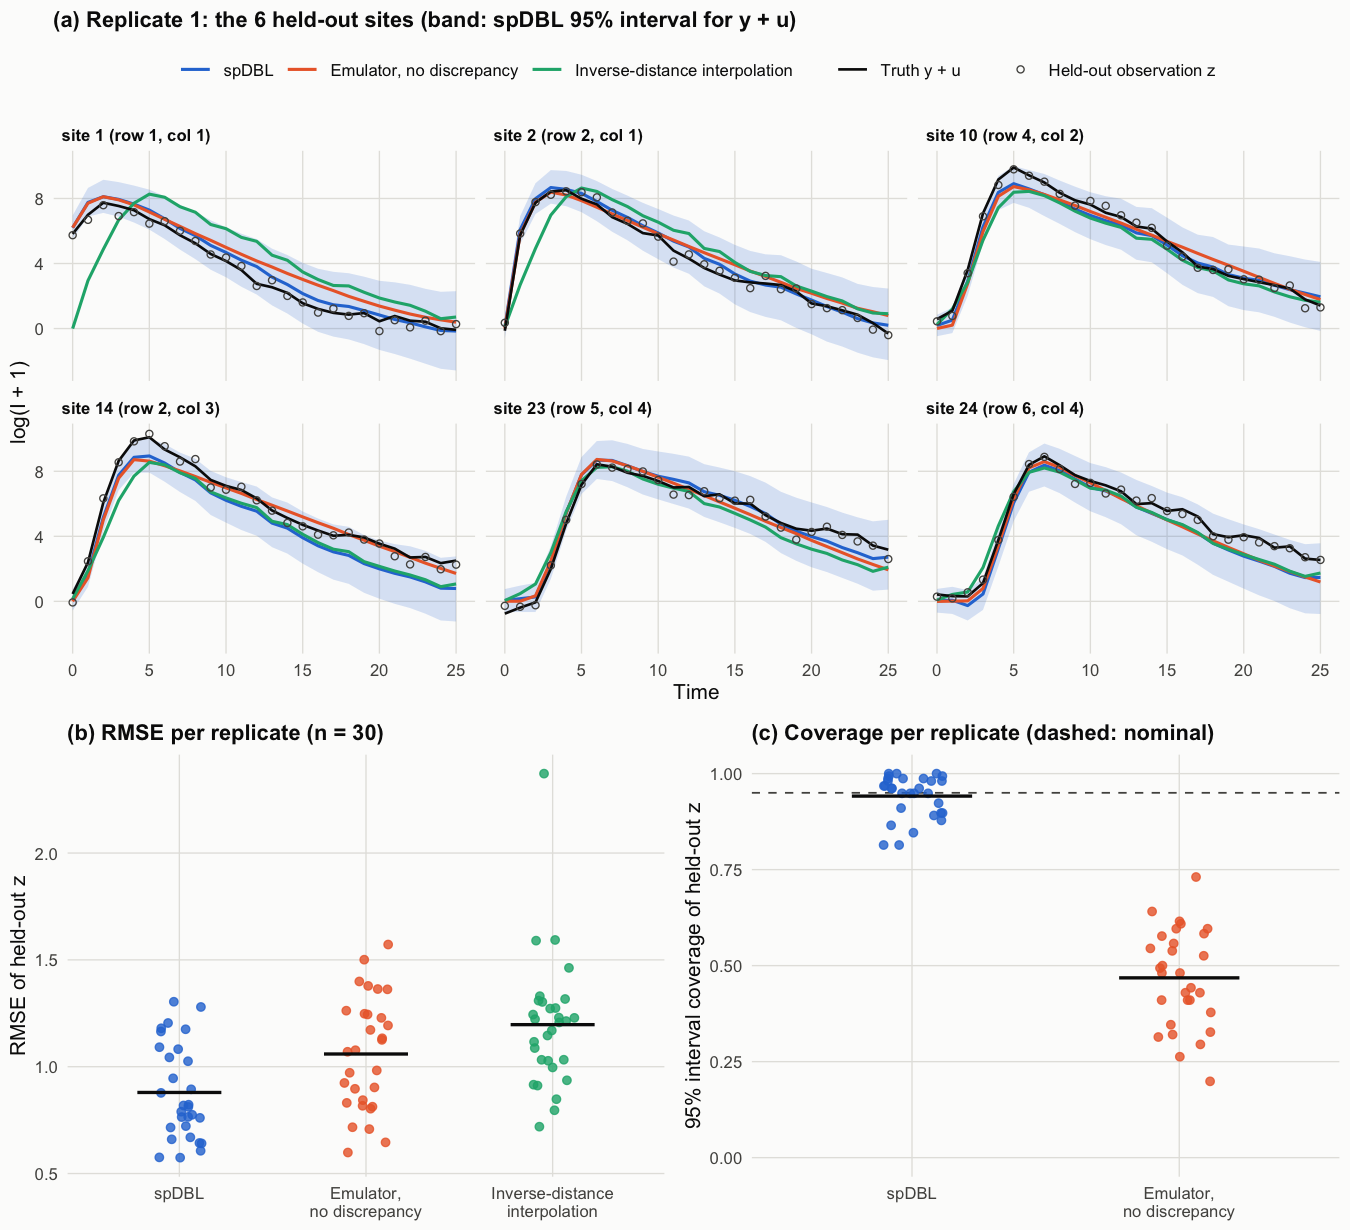 (a) Replicate 1: the 6 held-out sites (band: spDBL 95% interval for y + u)
spDBL Emulator, no discrepancy Inverse-distance interpolation Truth y + u Held-out observation z
site 1 (row 1, col 1) site 2 (row 2, col 1) site 10 (row 4, col 2)
8
4
0
site 14 (row 2, col 3) site 23 (row 5, col 4) site 24 (row 6, col 4)
8
4
0
log(I + 1)
0 5 10 15 20 25 0 5 10 15 20 25 0 5 10 15 20 25
Time
(b) RMSE per replicate (n = 30)
2.0
1.5
1.0
0.5
RMSE of held-out z
spDBL Emulator, Inverse-distance
no discrepancy interpolation
(c) Coverage per replicate (dashed: nominal)
1.00
0.75
0.50
0.25
0.00
95% interval coverage of held-out z
spDBL Emulator,
no discrepancy